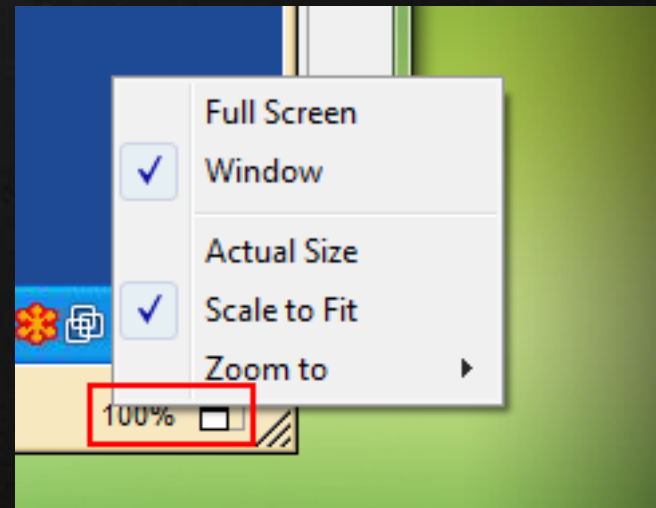 Full Screen
Window
Actual Size
Scale to Fit
Zoom to
100%